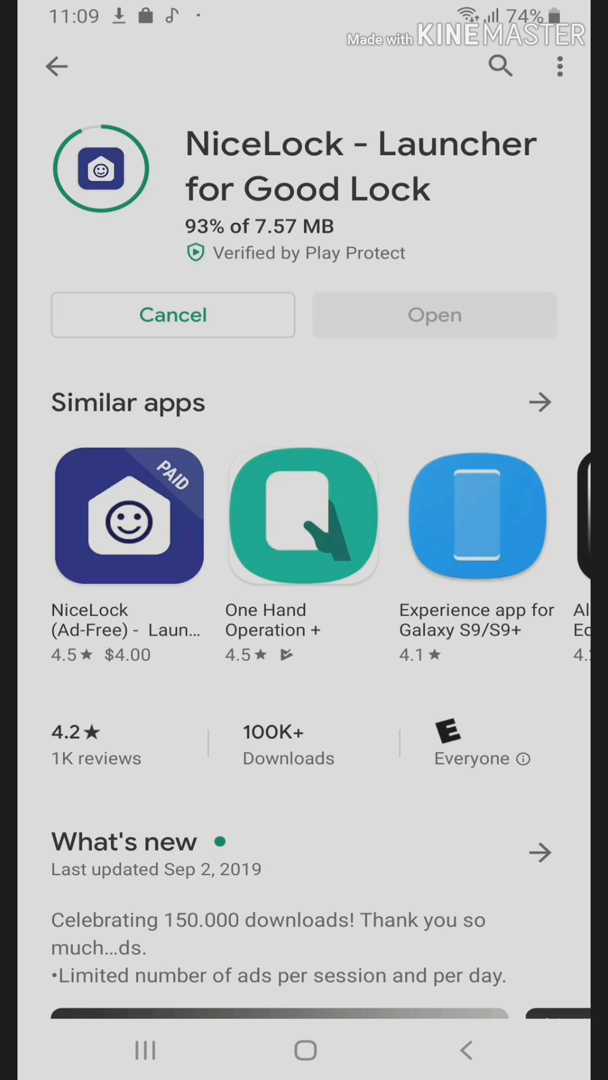 11:09
74%
Made with KINEMASTER
NiceLock - Launcher
for Good Lock
93% of 7.57 MB
Verified by Play Protect
Cancel
Open
Similar apps
PAID
NiceLock
(Ad-Free) - Laun...
4.5★ $4.00
One Hand
Operation +
4.5★
Experience app for
Galaxy S9/S9+
4.1★
Al
Ec
4.
4.2★
1K reviews
100K+
Downloads
E
Everyone
What's new
Last updated Sep 2, 2019
Celebrating 150.000 downloads! Thank you so
much...ds.
•Limited number of ads per session and per day.